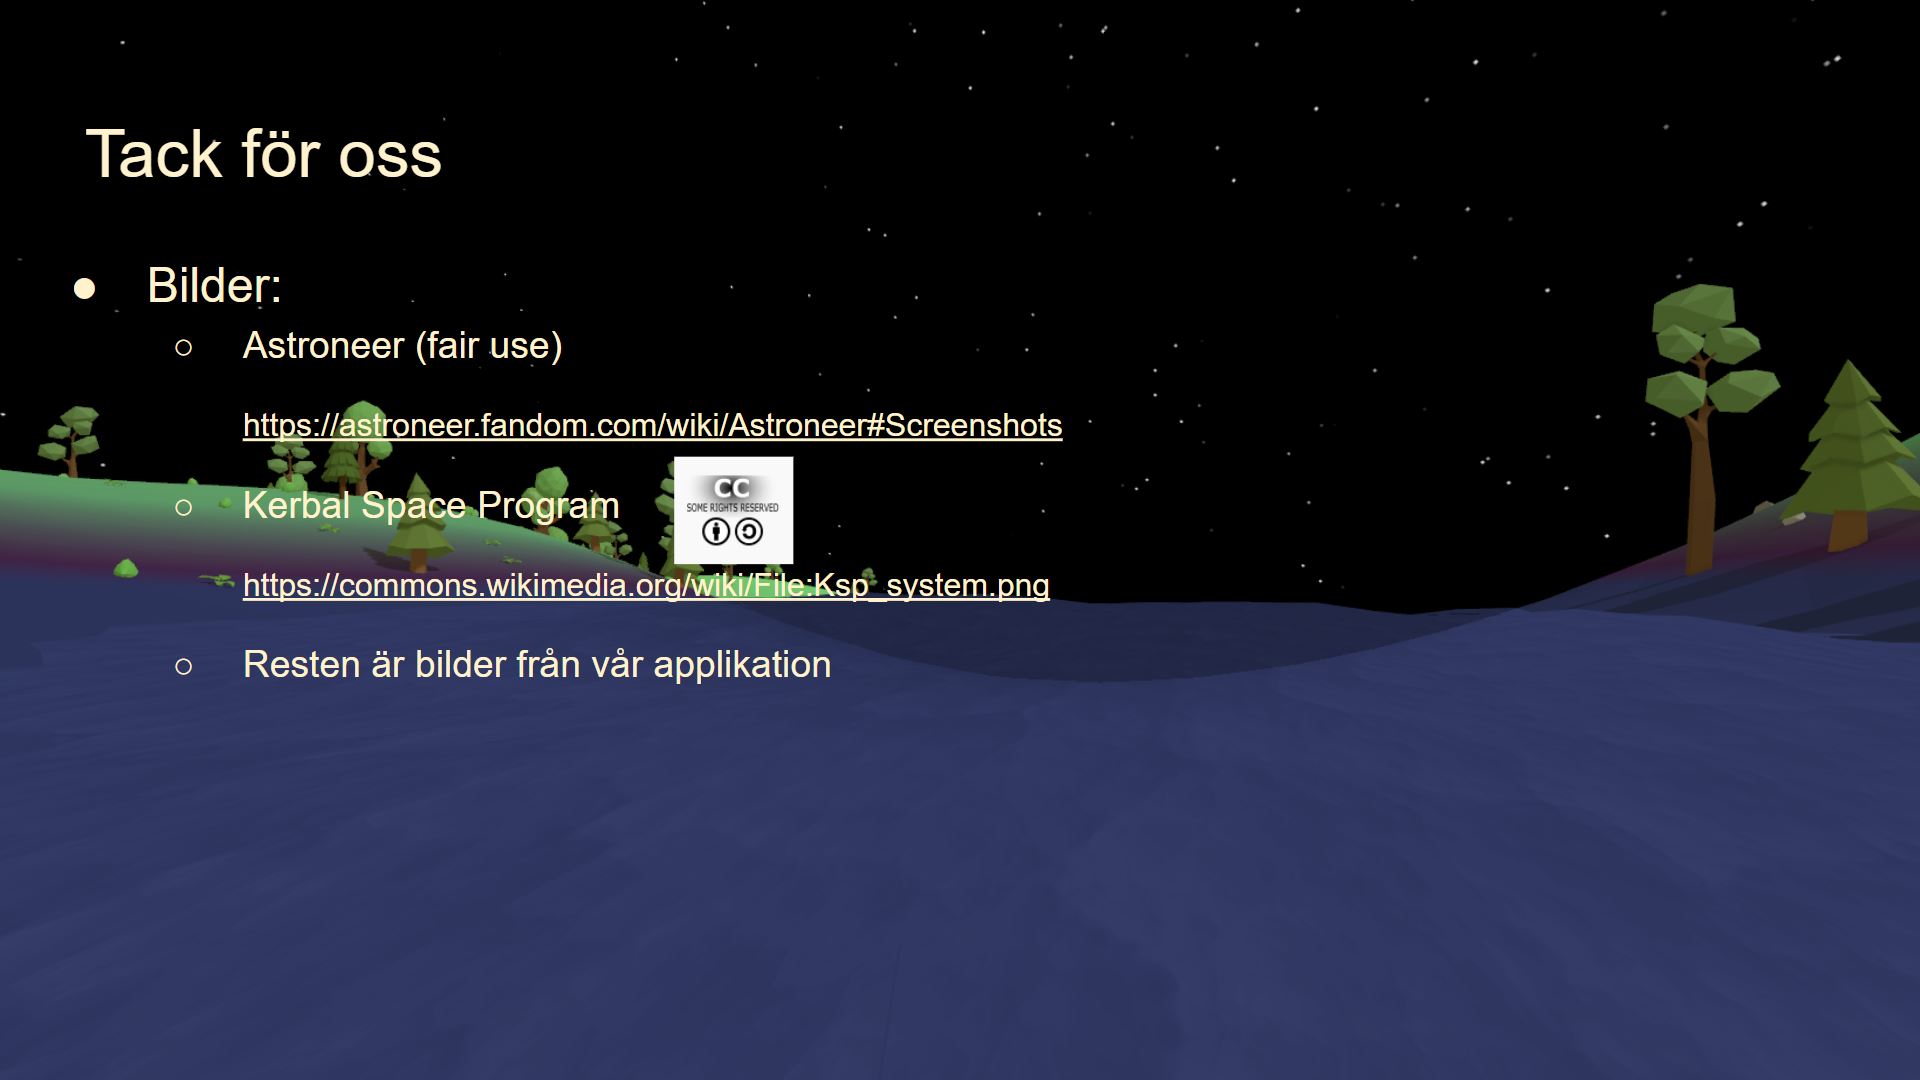 Tack för oss
● Bilder:
○ Astroneer (fair use)
https://astroneer.fandom.com/wiki/Astroneer#Screenshots
○ Kerbal Space Program
CC
SOME RIGHTS RESERVED
https://commons.wikimedia.org/wiki/File:Ksp_system.png
○ Resten är bilder från vår applikation